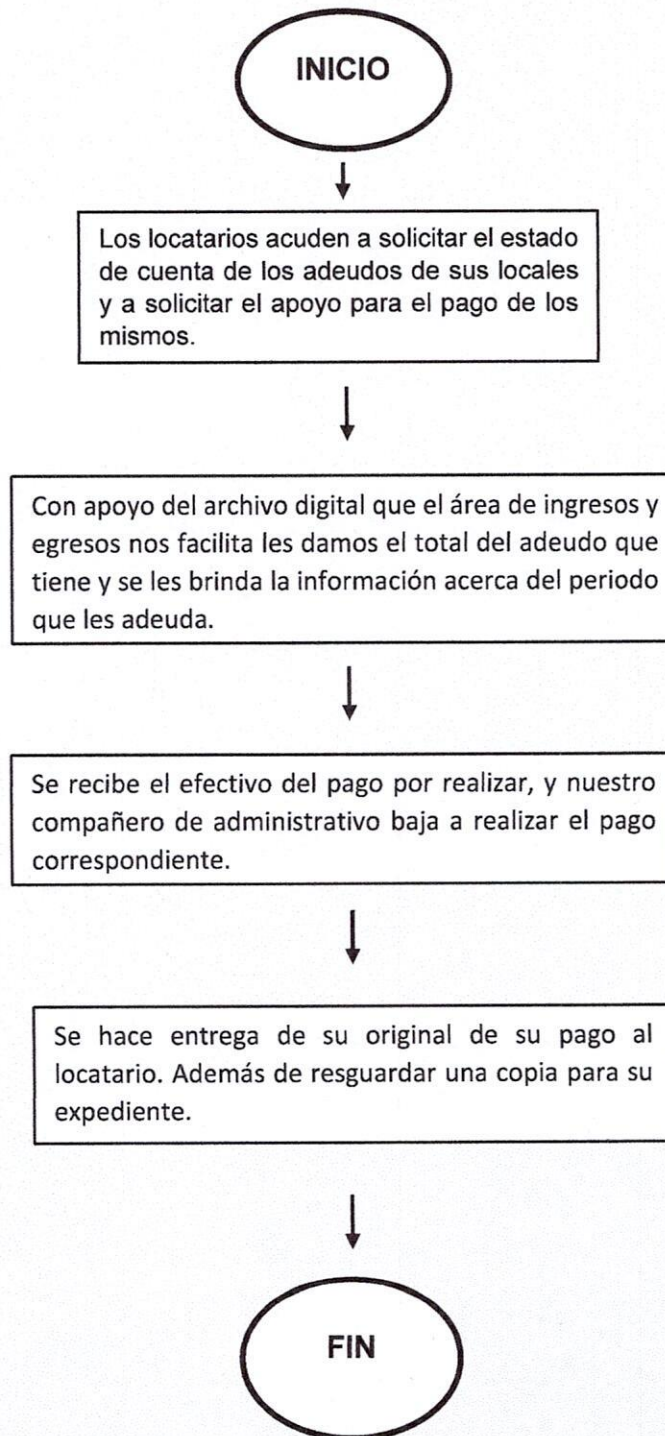 INICIO
Los locatarios acuden a solicitar el estado
de cuenta de los adeudos de sus locales
y a solicitar el apoyo para el pago de los
mismos.
Con apoyo del archivo digital que el área de ingresos y
egresos nos facilita les damos el total del adeudo que
tiene y se les brinda la información acerca del periodo
que les adeuda.
Se recibe el efectivo del pago por realizar, y nuestro
compañero de administrativo baja a realizar el pago
correspondiente.
Se hace entrega de su original de su pago al
locatario. Además de resguardar una copia para su
expediente.
FIN